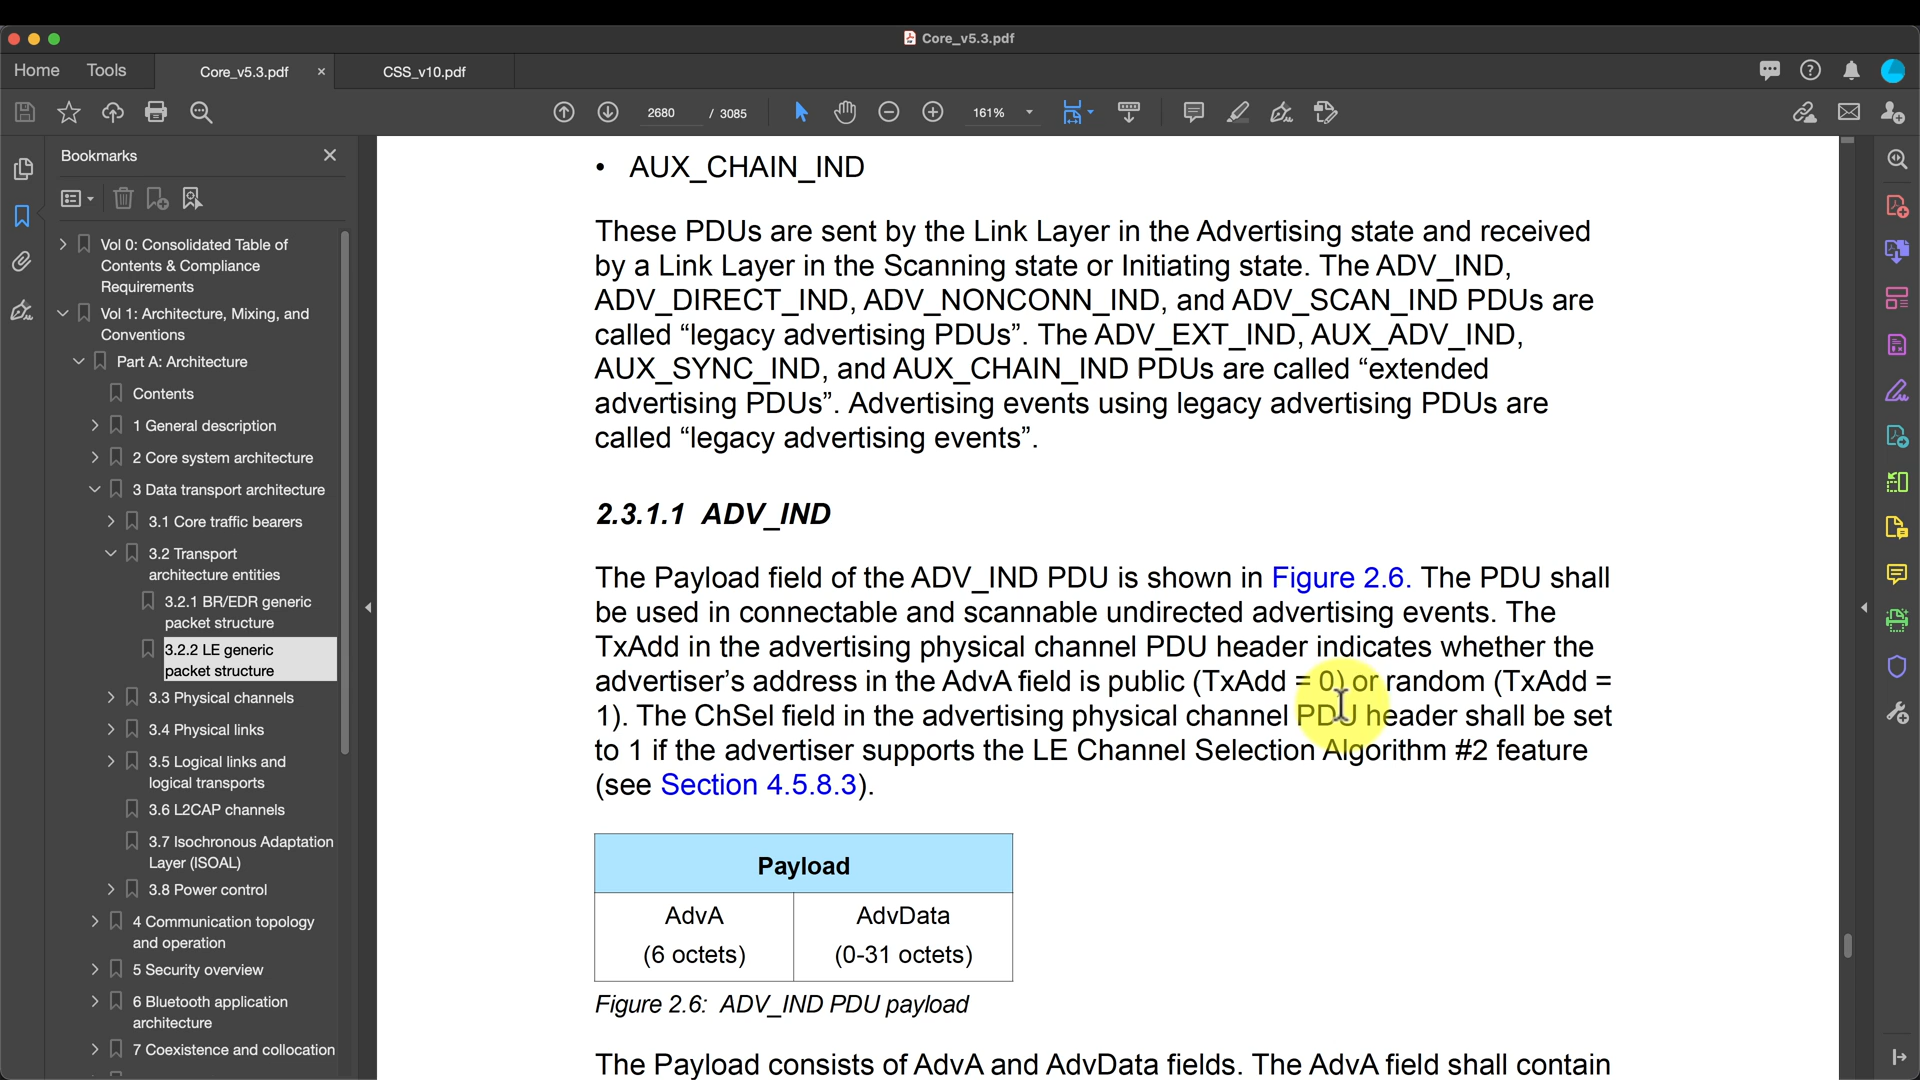 Core_v5.3.pdf
Home
Tools
Core_v5.3.pdf
×
CSS_v10.pdf
2680
/ 3085
161%
Bookmarks
Vol 0: Consolidated Table of
Contents & Compliance
Requirements
Vol 1: Architecture, Mixing, and
Conventions
Part A: Architecture
Contents
1 General description
2 Core system architecture
3 Data transport architecture
3.1 Core traffic bearers
3.2 Transport
architecture entities
3.2.1 BR/EDR generic
packet structure
3.2.2 LE generic
packet structure
3.3 Physical channels
3.4 Physical links
3.5 Logical links and
logical transports
3.6 L2CAP channels
3.7 Isochronous Adaptation
Layer (ISOAL)
3.8 Power control
4 Communication topology
and operation
5 Security overview
6 Bluetooth application
architecture
7 Coexistence and collocation
• AUX_CHAIN_IND
These PDUs are sent by the Link Layer in the Advertising state and received
by a Link Layer in the Scanning state or Initiating state. The ADV_IND,
ADV_DIRECT_IND, ADV_NONCONN_IND, and ADV_SCAN_IND PDUs are
called “legacy advertising PDUs”. The ADV_EXT_IND, AUX_ADV_IND,
AUX_SYNC_IND, and AUX_CHAIN_IND PDUs are called “extended
advertising PDUs”. Advertising events using legacy advertising PDUs are
called “legacy advertising events”.
2.3.1.1 ADV_IND
The Payload field of the ADV_IND PDU is shown in Figure 2.6. The PDU shall
be used in connectable and scannable undirected advertising events. The
TxAdd in the advertising physical channel PDU header indicates whether the
advertiser’s address in the AdvA field is public (TxAdd = 0) or random (TxAdd =
1). The ChSel field in the advertising physical channel PDU header shall be set
to 1 if the advertiser supports the LE Channel Selection Algorithm #2 feature
(see Section 4.5.8.3).
Payload
AdvA
(6 octets)
AdvData
(0-31 octets)
Figure 2.6: ADV_IND PDU payload
The Payload consists of AdvA and AdvData fields. The AdvA field shall contain